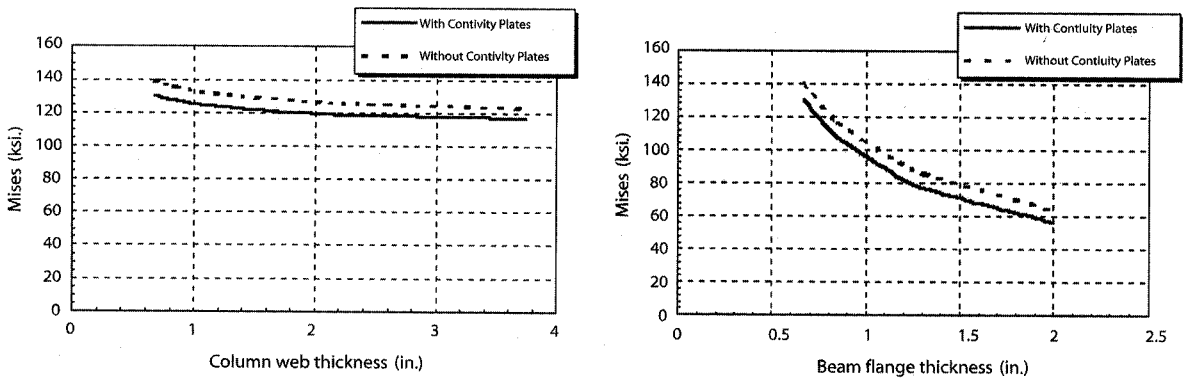 With Contivity Plates
Without Contivity Plates
160
140
120
100
80
60
40
20
0
Mises (ksi.)
0 1 2 3 4
Column web thickness (in.)
With Contiuity Plates
Without Contiuity Plates
160
140
120
100
80
60
40
20
0
Mises (ksi.)
0 0.5 1 1.5 2 2.5
Beam flange thickness (in.)